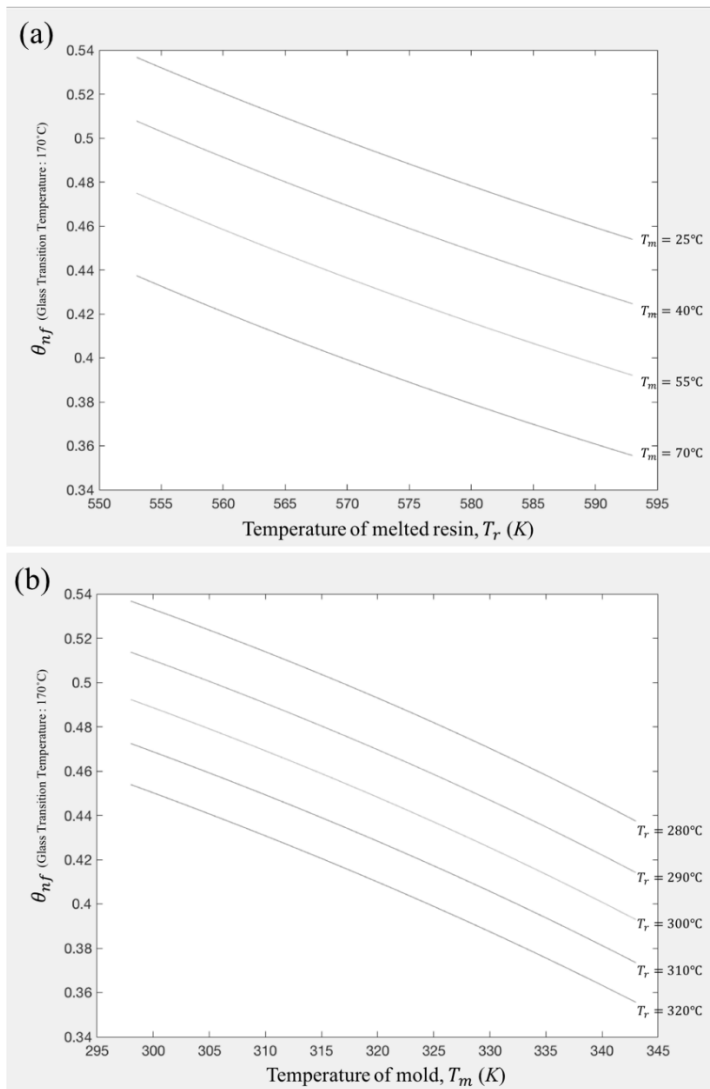 (a)
0.54
0.52
0.5
0.48
0.46
0.44
0.42
0.4
0.38
0.36
0.34
θnf (Glass Transition Temperature : 170˚C)
Tm = 25℃
Tm = 40℃
Tm = 55℃
Tm = 70℃
550 555 560 565 570 575 580 585 590 595
Temperature of melted resin, Tr (K)
(b)
0.54
0.52
0.5
0.48
0.46
0.44
0.42
0.4
0.38
0.36
0.34
θnf (Glass Transition Temperature : 170˚C)
Tr = 280℃
Tr = 290℃
Tr = 300℃
Tr = 310℃
Tr = 320℃
295 300 305 310 315 320 325 330 335 340 345
Temperature of mold, Tm (K)